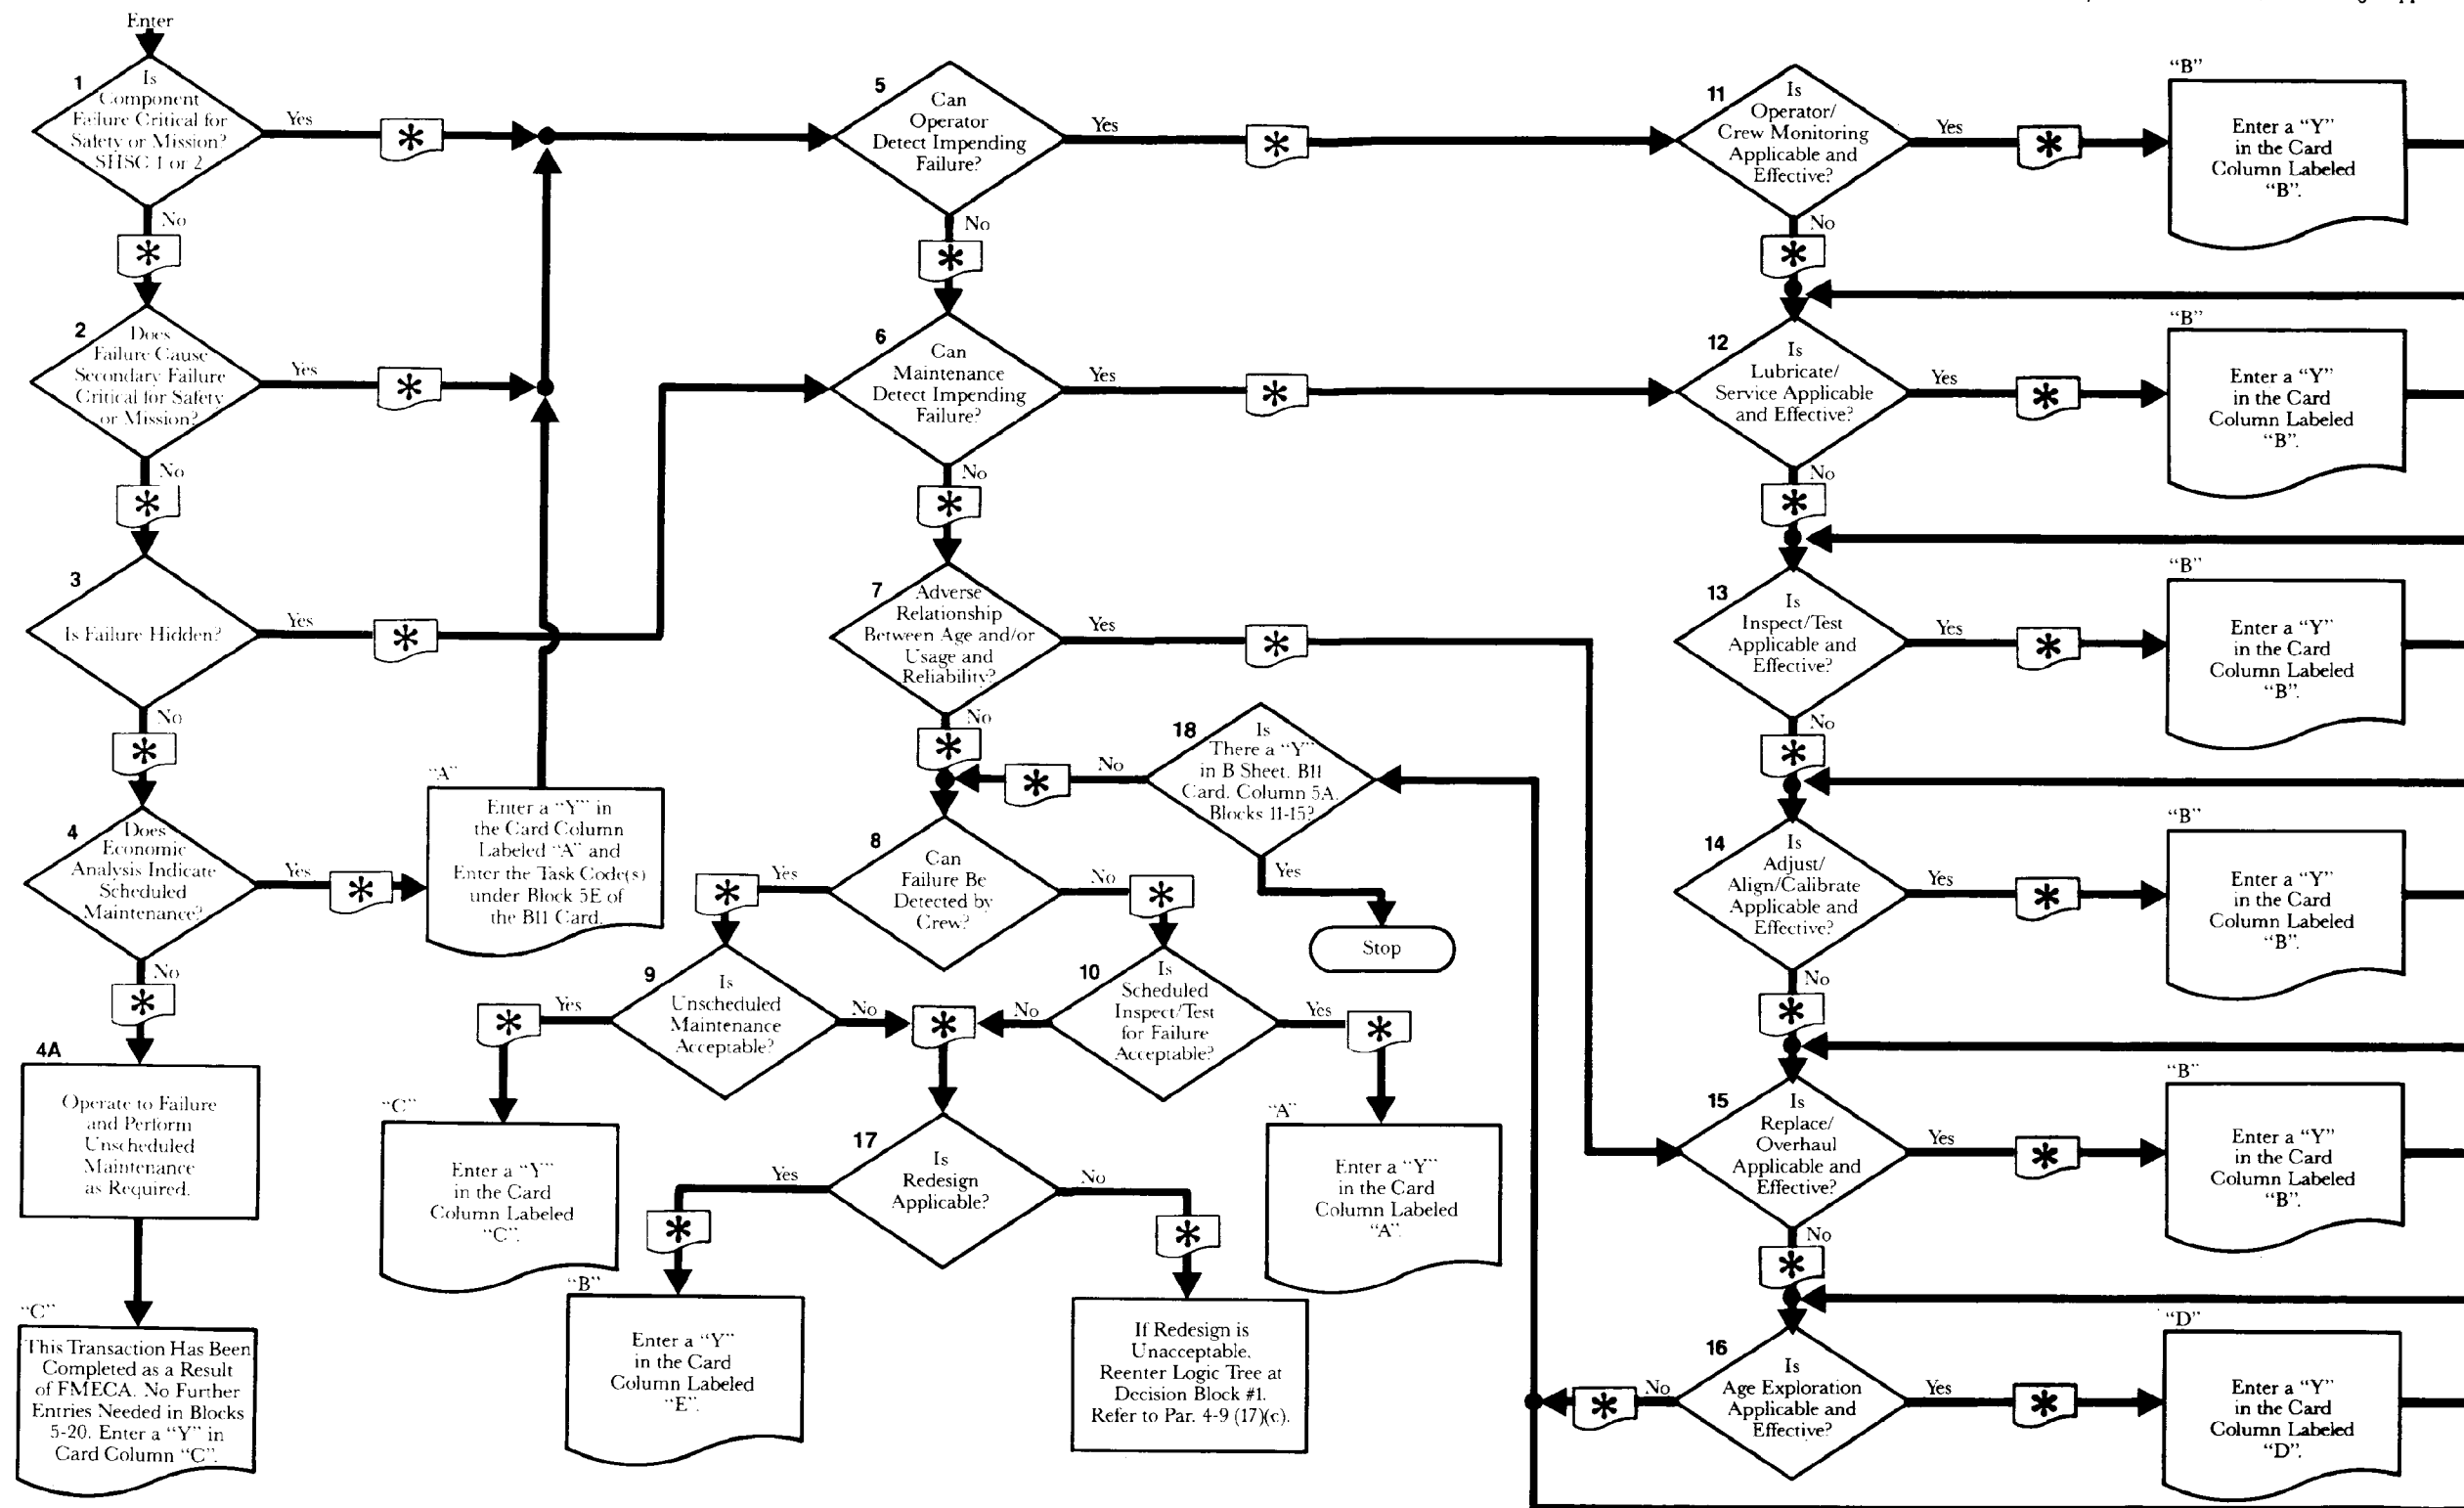 Enter
1
Is
Component
Failure Critical for
Safety or Mission?
SHSC 1 or 2
Yes
*
No
*
2
Does
Failure Cause
Secondary Failure
Critical for Safety
or Mission?
Yes
*
No
*
3
Is Failure Hidden?
Yes
*
No
*
4
Does
Economic
Analysis Indicate
Scheduled
Maintenance?
Yes
*
"A"
Enter a "Y" in
the Card Column
Labeled "A" and
Enter the Task Code(s)
under Block 5E of
the B11 Card.
No
*
4A
Operate to Failure
and Perform
Unscheduled
Maintenance
as Required.
"C"
This Transaction Has Been
Completed as a Result
of FMECA. No Further
Entries Needed in Blocks
5-20. Enter a "Y" in
Card Column "C".
5
Can
Operator
Detect Impending
Failure?
Yes
*
No
*
6
Can
Maintenance
Detect Impending
Failure?
Yes
*
No
*
7
Adverse
Relationship
Between Age and/or
Usage and
Reliability?
Yes
*
No
*
18
Is
There a "Y"
in B Sheet. B11
Card. Column 5A.
Blocks 11-15?
No
*
Yes
Stop
8
Can
Failure Be
Detected by
Crew?
Yes
*
No
*
9
Is
Unscheduled
Maintenance
Acceptable?
Yes
*
No
*
10
Is
Scheduled
Inspect/Test
for Failure
Acceptable?
No
Yes
*
"C"
Enter a "Y"
in the Card
Column Labeled
"C".
17
Is
Redesign
Applicable?
Yes
*
No
*
"A"
Enter a "Y"
in the Card
Column Labeled
"A".
"B"
Enter a "Y"
in the Card
Column Labeled
"E".
If Redesign is
Unacceptable.
Reenter Logic Tree at
Decision Block #1.
Refer to Par. 4-9 (17)(c).
11
Is
Operator/
Crew Monitoring
Applicable and
Effective?
Yes
*
"B"
Enter a "Y"
in the Card
Column Labeled
"B".
No
*
12
Is
Lubricate/
Service Applicable
and Effective?
Yes
*
"B"
Enter a "Y"
in the Card
Column Labeled
"B".
No
*
13
Is
Inspect/Test
Applicable and
Effective?
Yes
*
"B"
Enter a "Y"
in the Card
Column Labeled
"B".
No
*
14
Is
Adjust/
Align/Calibrate
Applicable and
Effective?
Yes
*
"B"
Enter a "Y"
in the Card
Column Labeled
"B".
No
*
15
Is
Replace/
Overhaul
Applicable and
Effective?
Yes
*
"B"
Enter a "Y"
in the Card
Column Labeled
"B".
No
*
16
Is
Age Exploration
Applicable and
Effective?
No
*
Yes
*
"D"
Enter a "Y"
in the Card
Column Labeled
"D".